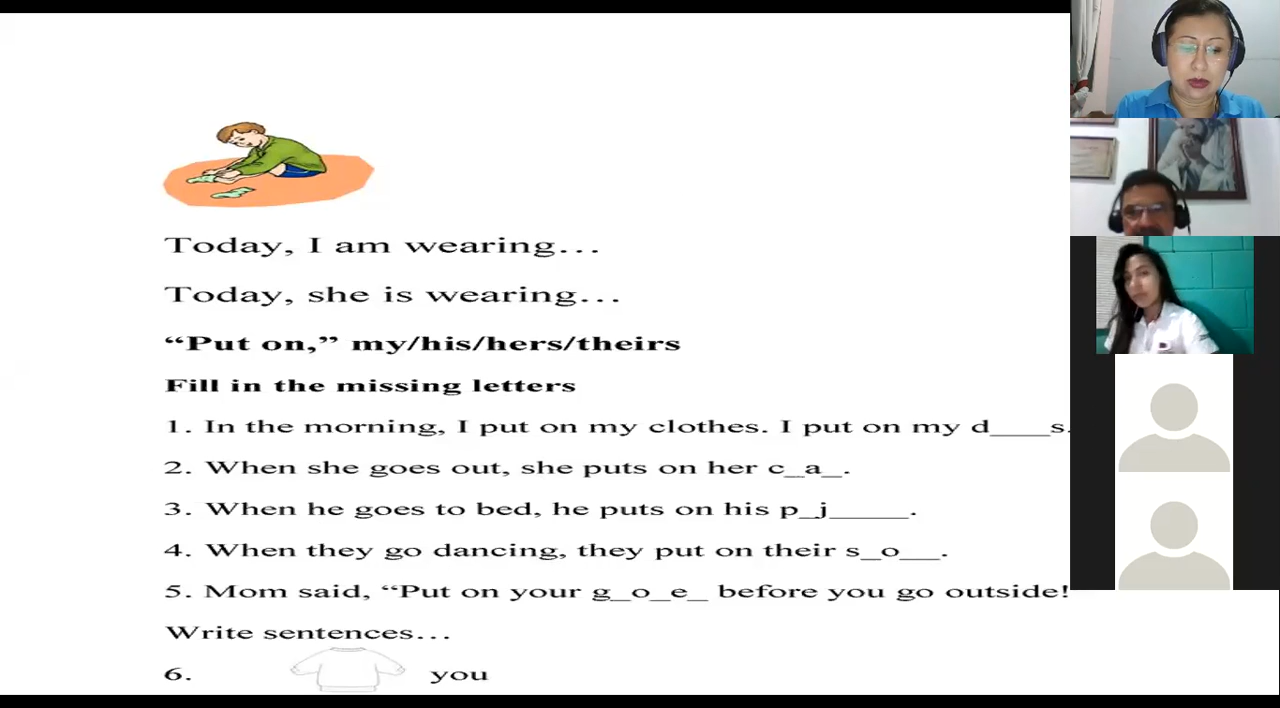 Today, I am wearing…
Today, she is wearing…
“Put on,” my/his/hers/theirs
Fill in the missing letters
1. In the morning, I put on my clothes. I put on my d____s.
2. When she goes out, she puts on her c_a_.
3. When he goes to bed, he puts on his p_j_____.
4. When they go dancing, they put on their s_o__.
5. Mom said, “Put on your g_o_e_ before you go outside!
Write sentences…
6. you